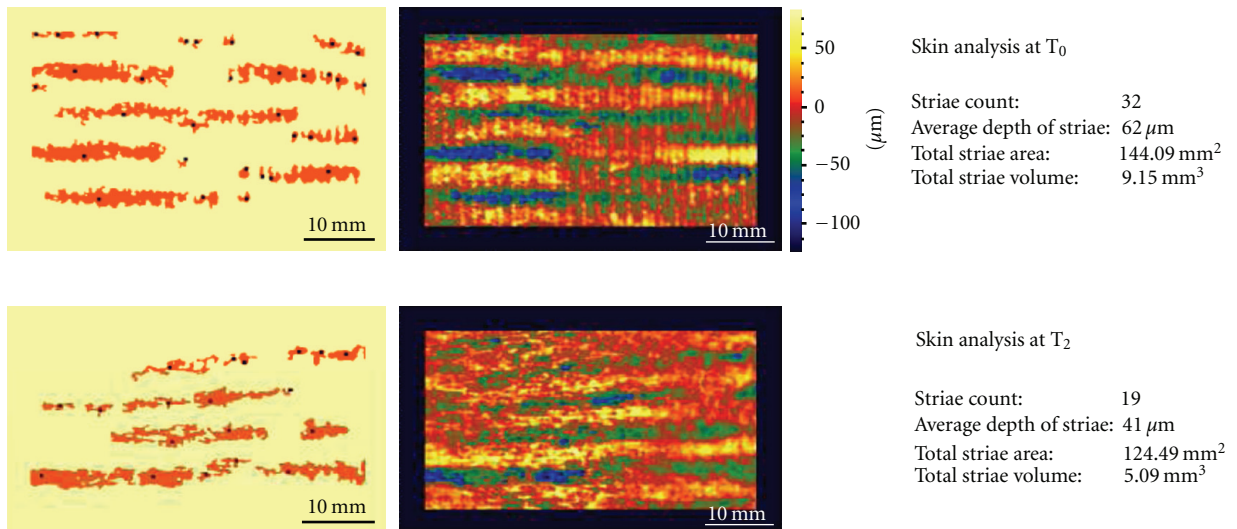 10 mm
10 mm
50
0
−50
−100
(μm)
Skin analysis at T₀
Striae count: 32
Average depth of striae: 62 μm
Total striae area: 144.09 mm²
Total striae volume: 9.15 mm³
10 mm
10 mm
Skin analysis at T₂
Striae count: 19
Average depth of striae: 41 μm
Total striae area: 124.49 mm²
Total striae volume: 5.09 mm³